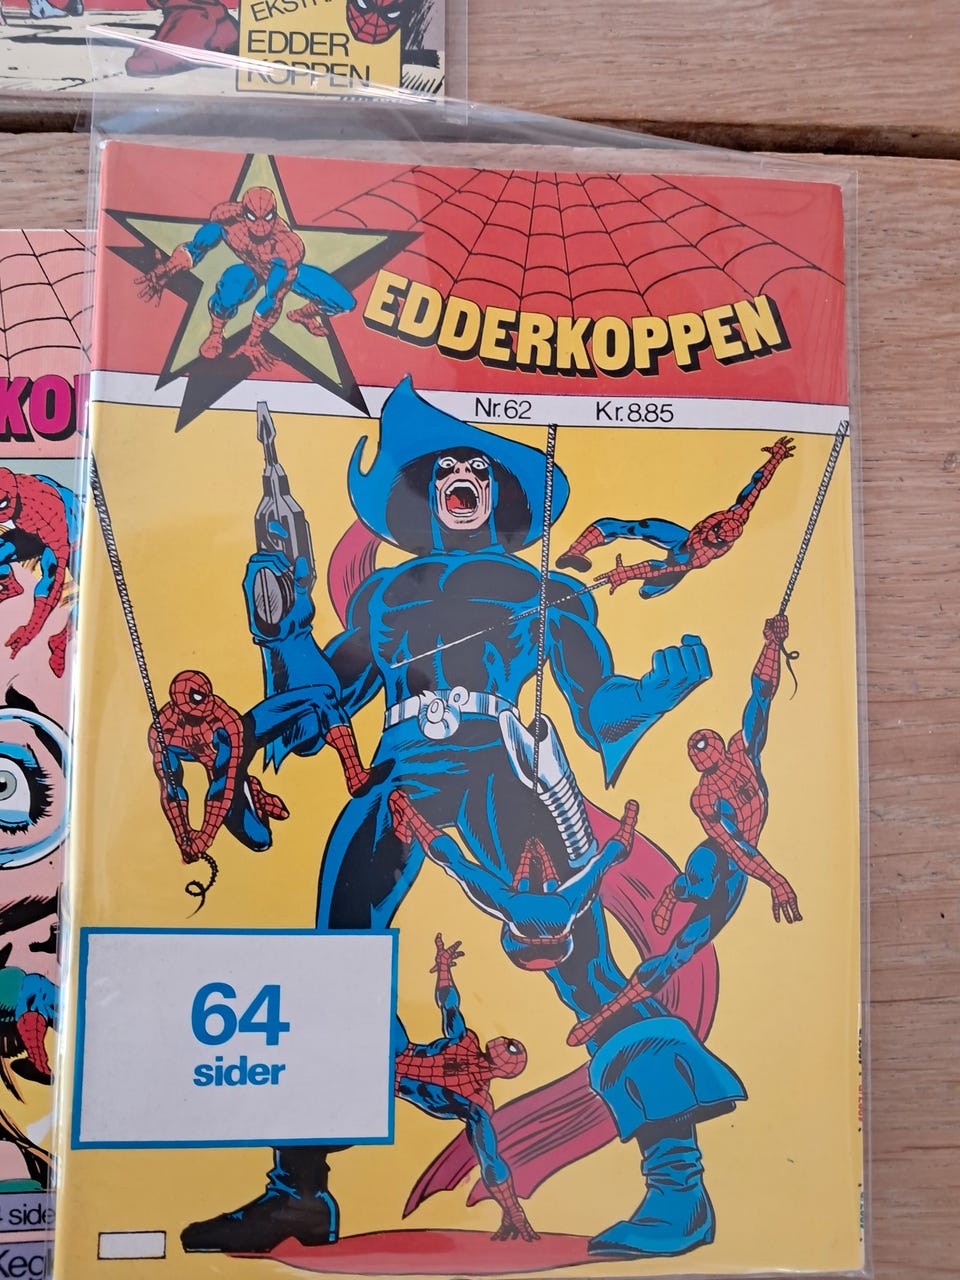 EDDER
KOPPEN
EDDERKOPPEN
Nr.62 Kr.8.85
64
sider